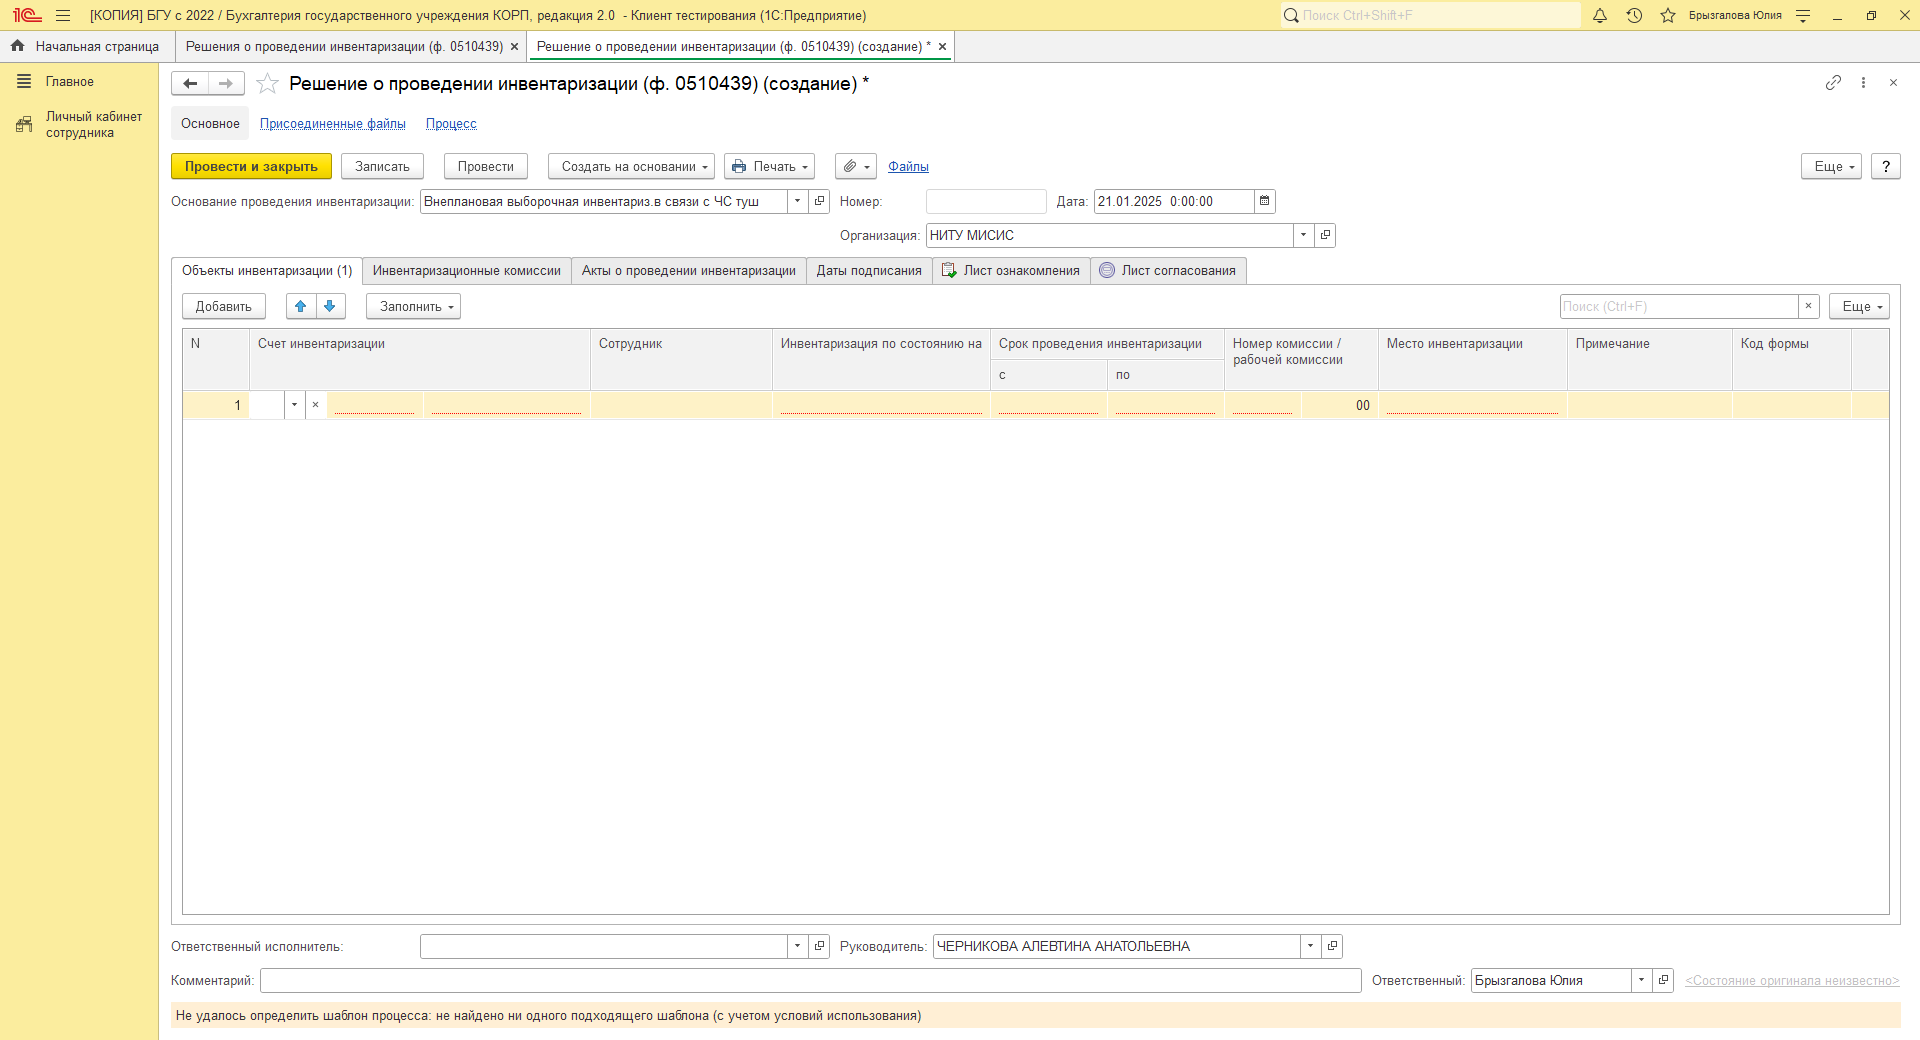 [КОПИЯ] БГУ с 2022 / Бухгалтерия государственного учреждения КОРП, редакция 2.0 - Клиент тестирования (1С:Предприятие)
Поиск Ctrl+Shift+F
Брызгалова Юлия
Начальная страница
Решения о проведении инвентаризации (ф. 0510439) ×
Решение о проведении инвентаризации (ф. 0510439) (создание) * ×
Главное
Личный кабинет
сотрудника
Решение о проведении инвентаризации (ф. 0510439) (создание) *
Основное
Присоединенные файлы
Процесс
Провести и закрыть
Записать
Провести
Создать на основании
Печать
Файлы
Еще
?
Основание проведения инвентаризации: Внеплановая выборочная инвентариз.в связи с ЧС туш
Номер:
Дата: 21.01.2025 0:00:00
Организация: НИТУ МИСИС
Объекты инвентаризации (1)
Инвентаризационные комиссии
Акты о проведении инвентаризации
Даты подписания
Лист ознакомления
Лист согласования
Добавить
Заполнить
Поиск (Ctrl+F)
×
Еще
N
Счет инвентаризации
Сотрудник
Инвентаризация по состоянию на
Срок проведения инвентаризации
с
по
Номер комиссии /
рабочей комиссии
Место инвентаризации
Примечание
Код формы
1
×
00
Ответственный исполнитель:
Руководитель: ЧЕРНИКОВА АЛЕВТИНА АНАТОЛЬЕВНА
Комментарий:
Ответственный: Брызгалова Юлия
<Состояние оригинала неизвестно>
Не удалось определить шаблон процесса: не найдено ни одного подходящего шаблона (с учетом условий использования)